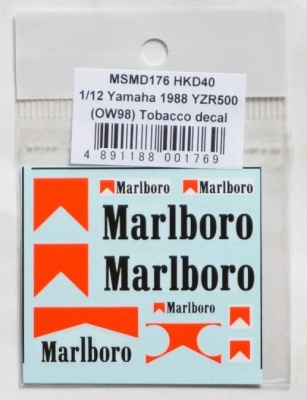 MSMD176 HKD40
1/12 Yamaha 1988 YZR500
(OW98) Tobacco decal
4 891188 001769
Marlboro Marlboro
Marlboro
Marlboro
Marlboro
Marlboro